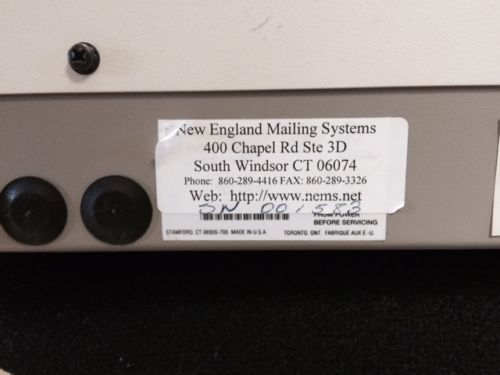 New England Mailing Systems
400 Chapel Rd Ste 3D
South Windsor CT 06074
Phone: 860-289-4416 FAX: 860-289-3326
Web: http://www.nems.net
SN 001583
FROM POWER
BEFORE SERVICING
STAMFORD, CT 06926-700 MADE IN U.S.A. TORONTO, ONT FABRIQUE AUX E.-U.